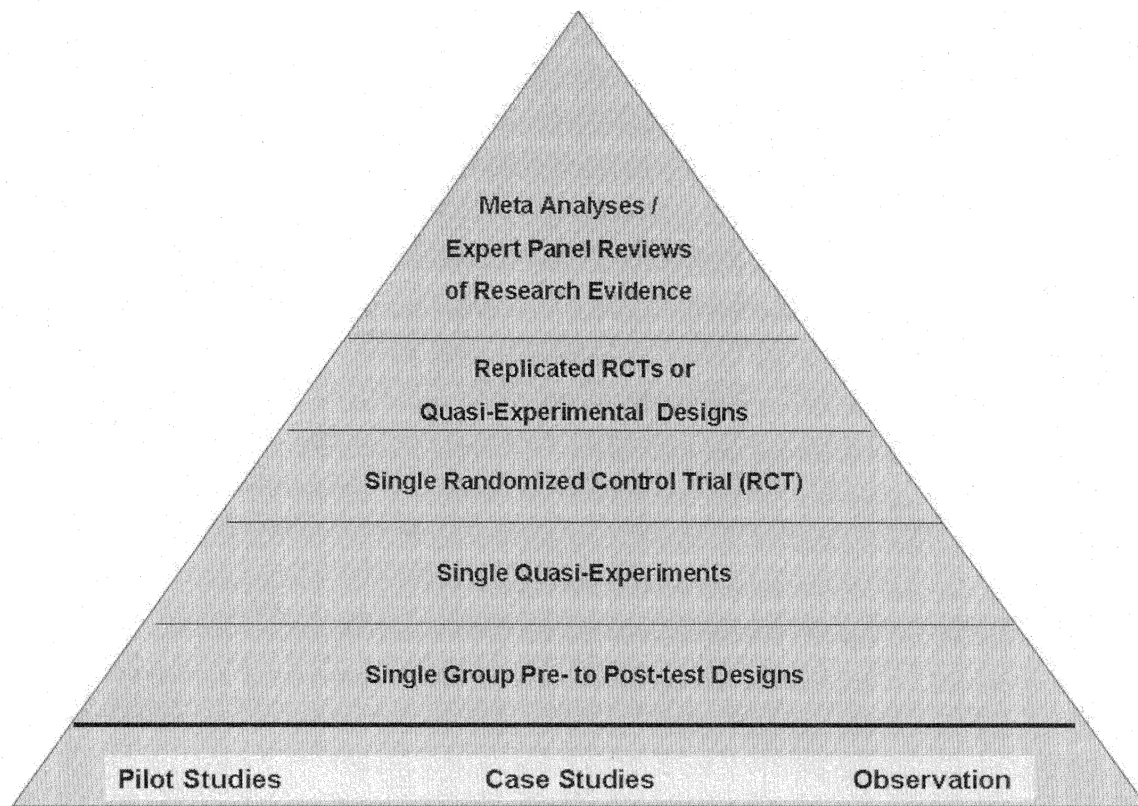 Meta Analyses /
Expert Panel Reviews
of Research Evidence
Replicated RCTs or
Quasi-Experimental Designs
Single Randomized Control Trial (RCT)
Single Quasi-Experiments
Single Group Pre- to Post-test Designs
Pilot Studies Case Studies Observation